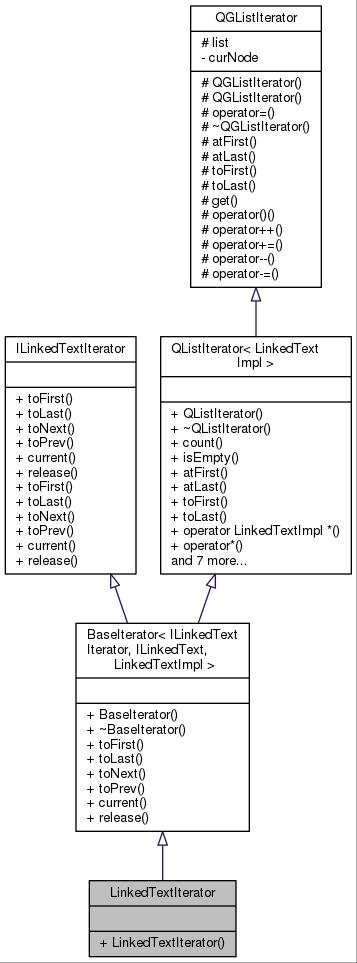 QGListIterator
# list
- curNode
# QGListIterator()
# QGListIterator()
# operator=()
# ~QGListIterator()
# atFirst()
# atLast()
# toFirst()
# toLast()
# get()
# operator()()
# operator++()
# operator+=()
# operator--()
# operator-=()
ILinkedTextIterator
+ toFirst()
+ toLast()
+ toNext()
+ toPrev()
+ current()
+ release()
+ toFirst()
+ toLast()
+ toNext()
+ toPrev()
+ current()
+ release()
QListIterator< LinkedText
Impl >
+ QListIterator()
+ ~QListIterator()
+ count()
+ isEmpty()
+ atFirst()
+ atLast()
+ toFirst()
+ toLast()
+ operator LinkedTextImpl *()
+ operator*()
and 7 more...
BaseIterator< ILinkedText
Iterator, ILinkedText,
LinkedTextImpl >
+ BaseIterator()
+ ~BaseIterator()
+ toFirst()
+ toLast()
+ toNext()
+ toPrev()
+ current()
+ release()
LinkedTextIterator
+ LinkedTextIterator()